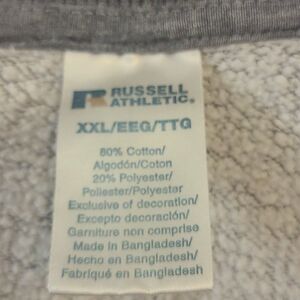 RUSSELL
ATHLETIC®
XXL/EEG/TTG
80% Cotton/
Algodón/Coton
20% Polyester/
Poliester/Polyester
Exclusive of decoration/
Excepto decoración/
Garniture non comprise
Made in Bangladesh/
Hecho en Bangladesh/
Fabriqué en Bangladesh